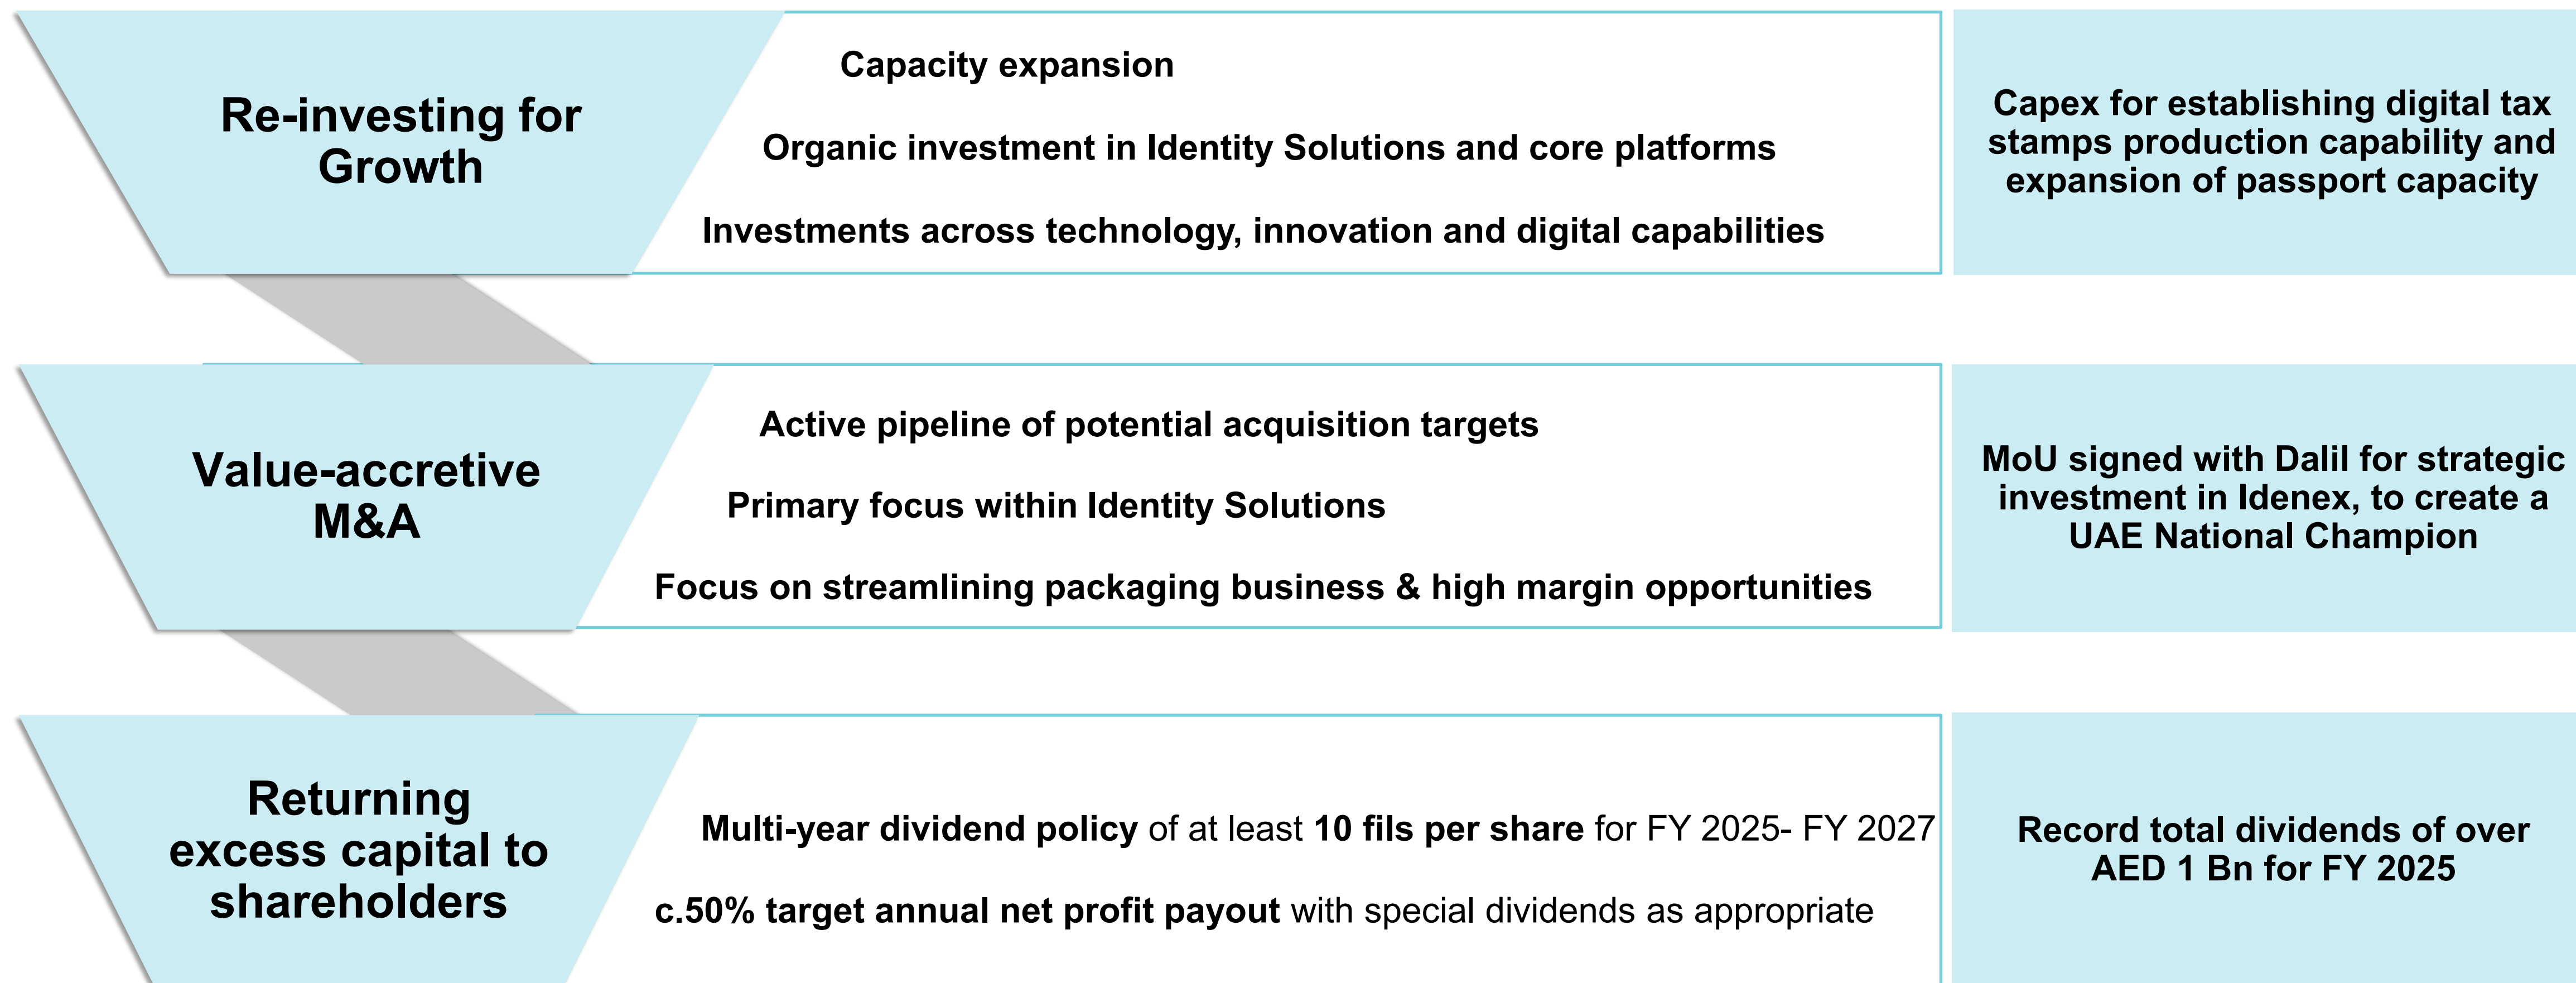 Re-investing for
Growth
Capacity expansion
Organic investment in Identity Solutions and core platforms
Investments across technology, innovation and digital capabilities
Capex for establishing digital tax
stamps production capability and
expansion of passport capacity
Value-accretive
M&A
Active pipeline of potential acquisition targets
Primary focus within Identity Solutions
Focus on streamlining packaging business & high margin opportunities
MoU signed with Dalil for strategic
investment in Idenex, to create a
UAE National Champion
Returning
excess capital to
shareholders
Multi-year dividend policy of at least 10 fils per share for FY 2025- FY 2027
c.50% target annual net profit payout with special dividends as appropriate
Record total dividends of over
AED 1 Bn for FY 2025